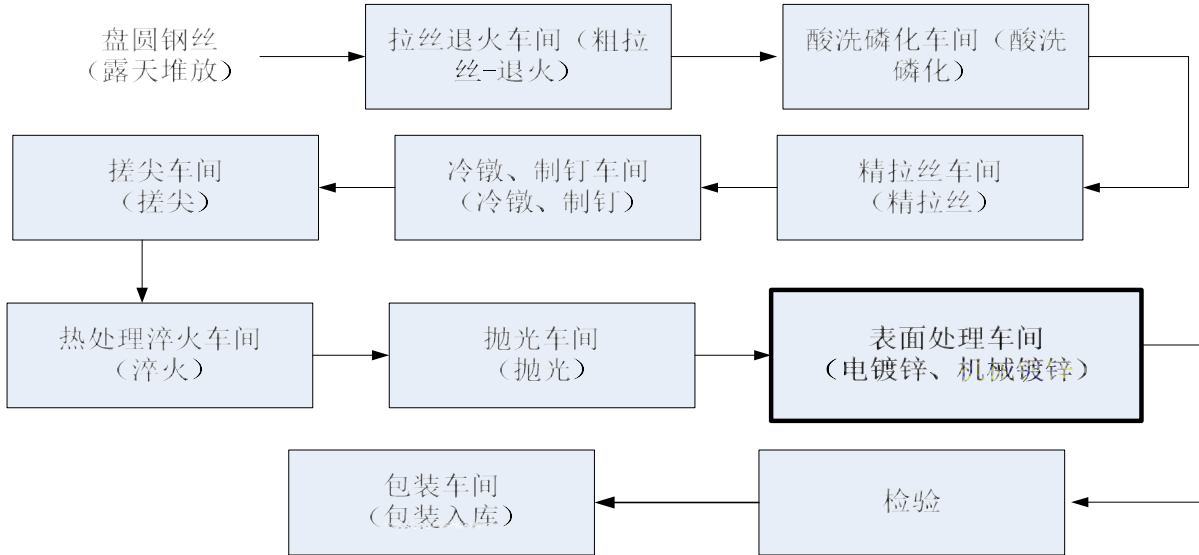 盘圆钢丝
（露天堆放）
拉丝退火车间（粗拉
丝-退火）
酸洗磷化车间（酸洗
磷化）
搓尖车间
（搓尖）
冷镦、制钉车间
（冷镦、制钉）
精拉丝车间
（精拉丝）
热处理淬火车间
（淬火）
抛光车间
（抛光）
表面处理车间
（电镀锌、机械镀锌）
包装车间
（包装入库）
检验